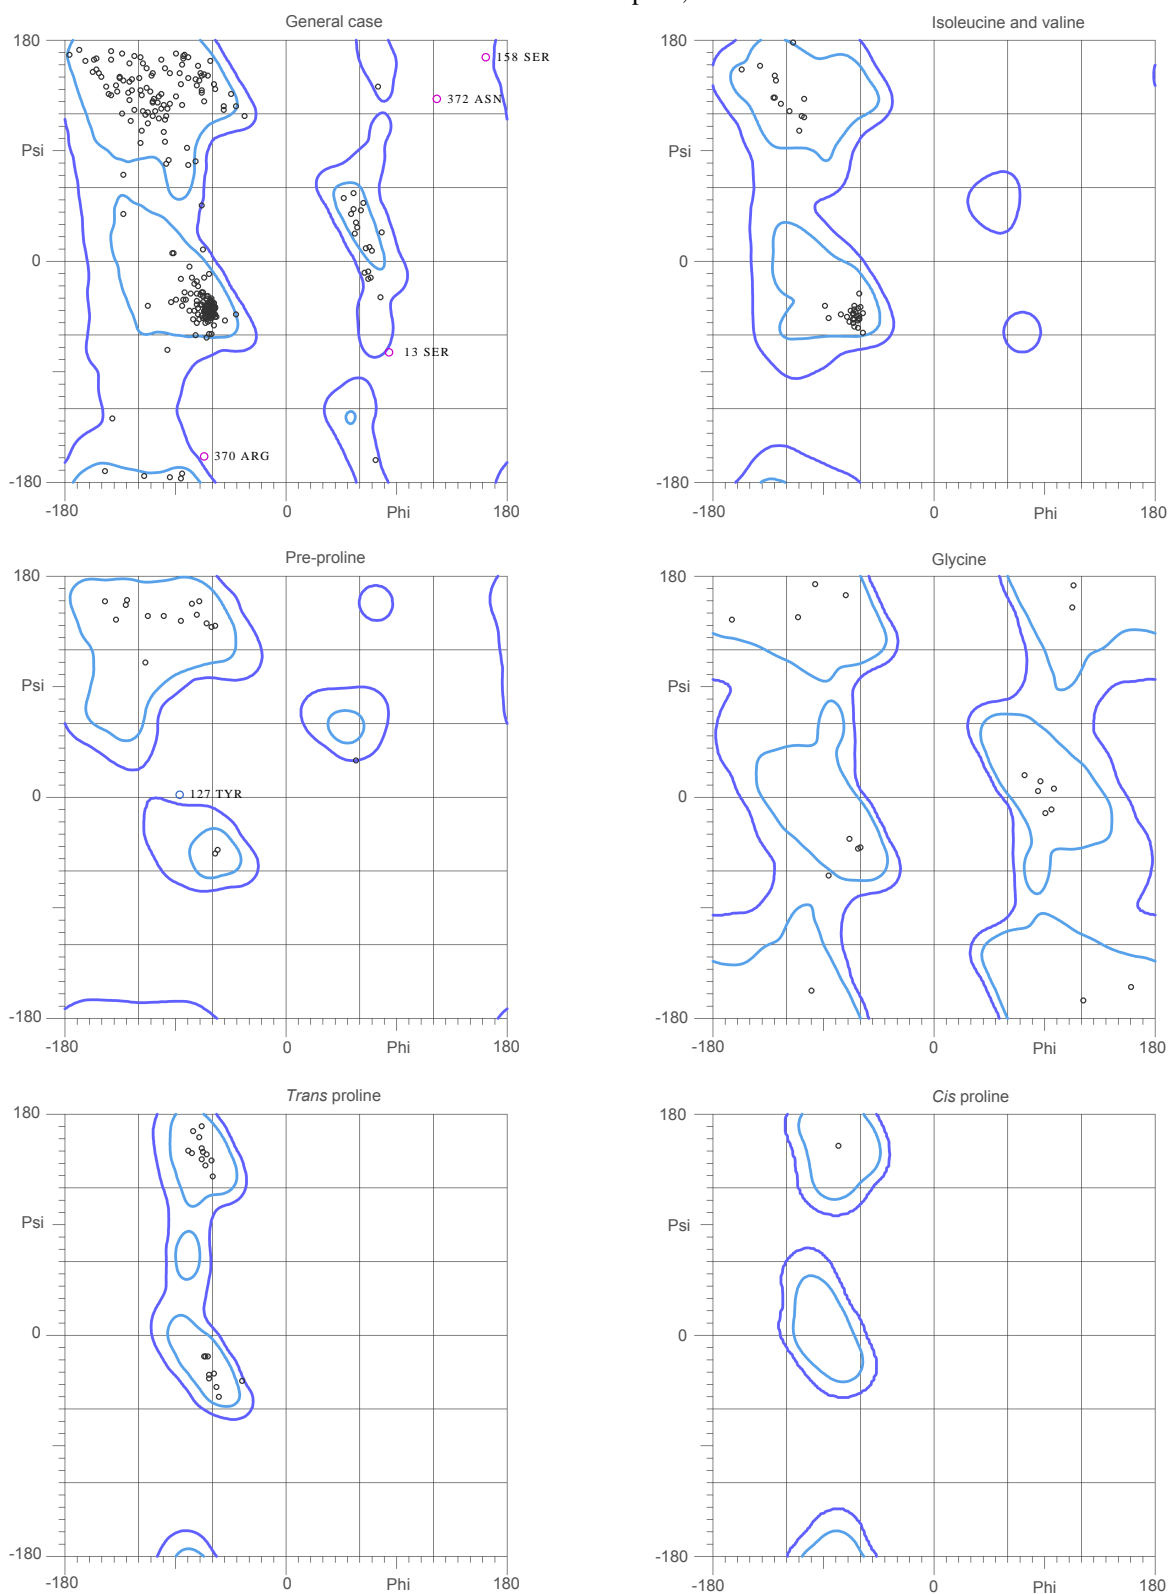 General case
180
158 SER
372 ASN
Psi
0
13 SER
370 ARG
-180
-180
0
Phi
180
Isoleucine and valine
180
Psi
0
-180
-180
0
Phi
180
Pre-proline
180
Psi
0
127 TYR
-180
-180
0
Phi
180
Glycine
180
Psi
0
-180
-180
0
Phi
180
Trans proline
180
Psi
0
-180
-180
0
Phi
180
Cis proline
180
Psi
0
-180
-180
0
Phi
180